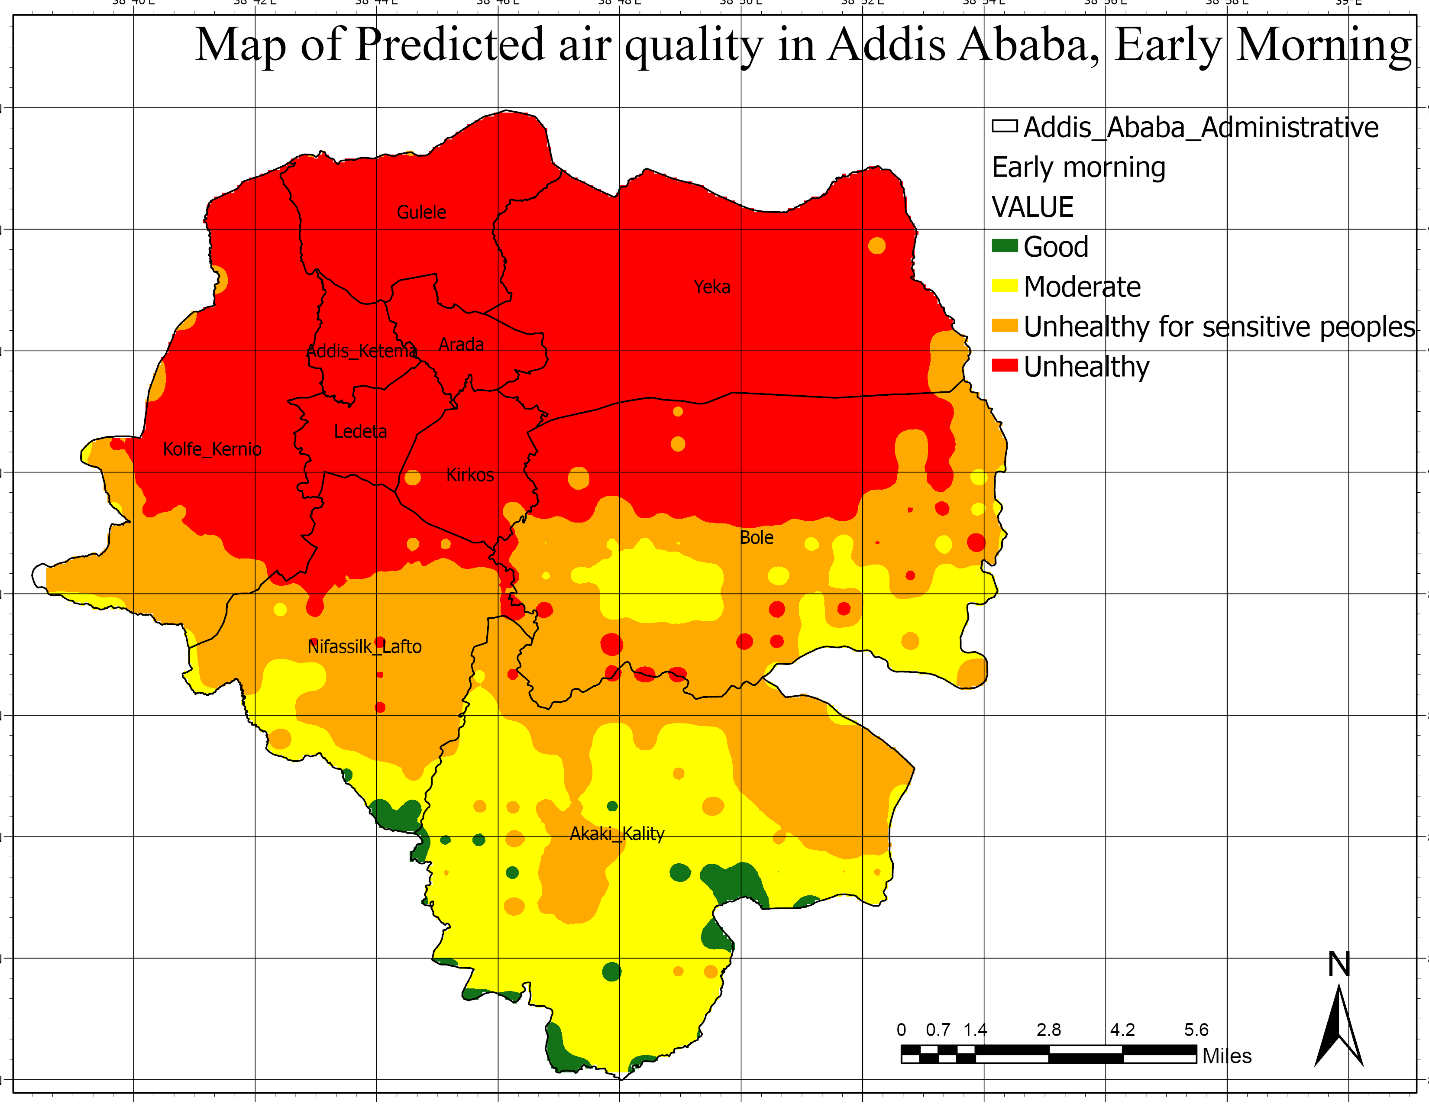 Map of Predicted air quality in Addis Ababa, Early Morning
Addis_Ababa_Administrative
Early morning
VALUE
Good
Moderate
Unhealthy for sensitive peoples
Unhealthy
Gulele
Yeka
Addis_Ketema
Arada
Ledeta
Kolfe_Kernio
Kirkos
Bole
Nifassilk_Lafto
Akaki_Kality
N
0 0.7 1.4 2.8 4.2 5.6
Miles